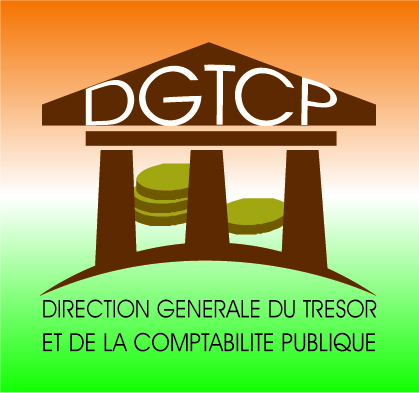 DGTCP
DIRECTION GENERALE DU TRESOR
ET DE LA COMPTABILITE PUBLIQUE